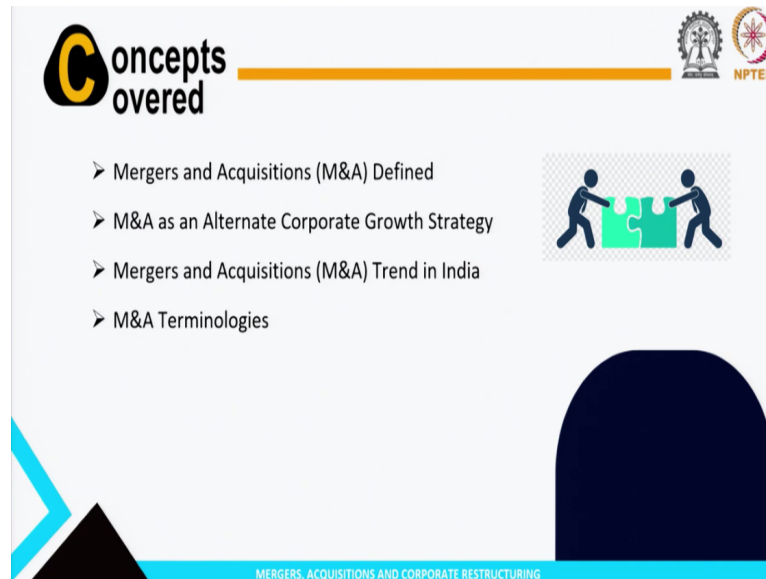 Concepts
Covered
NPTE
Mergers and Acquisitions (M&A) Defined
M&A as an Alternate Corporate Growth Strategy
Mergers and Acquisitions (M&A) Trend in India
M&A Terminologies
MERGERS, ACQUISITIONS AND CORPORATE RESTRUCTURING